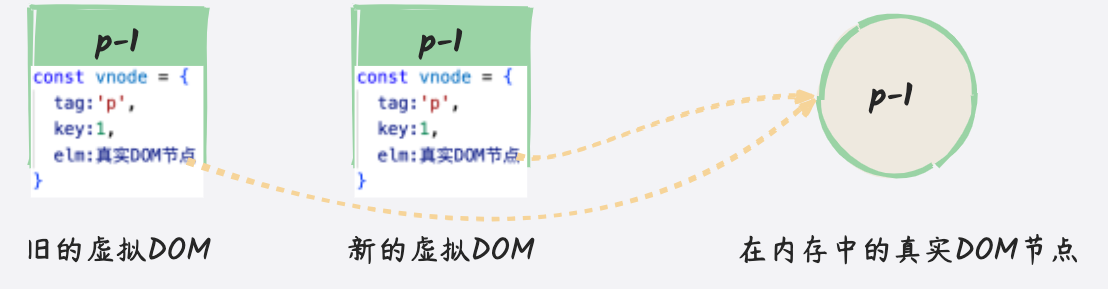 p-1
const vnode = {
tag:'p',
key:1,
elm:真实DOM节点
}
旧的虚拟DOM
p-1
const vnode = {
tag:'p',
key:1,
elm:真实DOM节点
}
新的虚拟DOM
p-1
在内存中的真实DOM节点